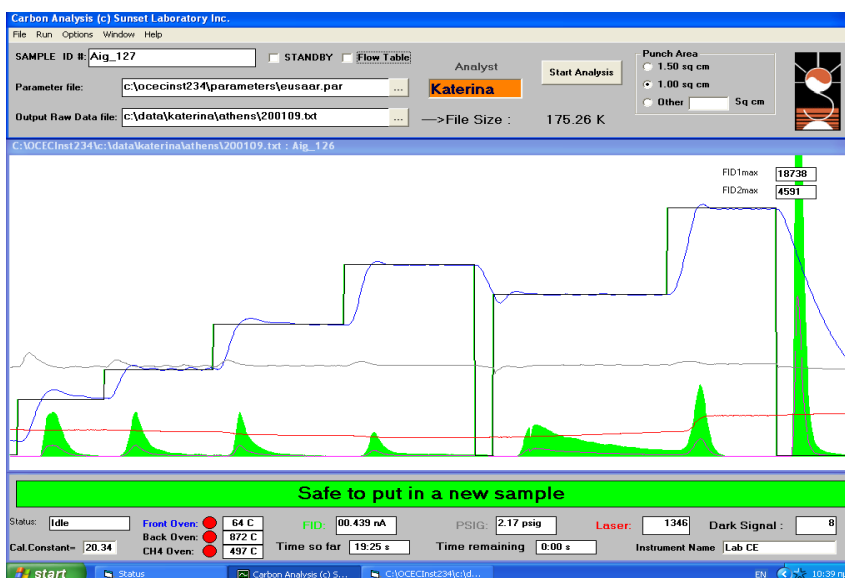 Carbon Analysis (c) Sunset Laboratory Inc.
File Run Options Window Help
SAMPLE ID #: Aig_127
STANDBY Flow Table
Parameter file: c:\ocecinst234\parameters\eusaar.par ...
Output Raw Data file: c:\data\katerina\athens\200109.txt ...
Analyst
Katerina
Start Analysis
—>File Size : 175.26 K
Punch Area
1.50 sq cm
1.00 sq cm
Other Sq cm
C:\OCECInst234\c:\data\katerina\athens\200109.txt : Aig_126
FID1max 18738
FID2max 4591
Safe to put in a new sample
Status: Idle
Cal.Constant= 20.34
Front Oven: 64 C
Back Oven: 872 C
CH4 Oven: 497 C
FID: 00.439 nA
PSIG: 2.17 psig
Laser: 1346
Dark Signal : 8
Time so far 19:25 s
Time remaining 0:00 s
Instrument Name Lab CE
start
Status
Carbon Analysis (c) S...
C:\OCECInst234\c:\d...
EN
10:39 πμ